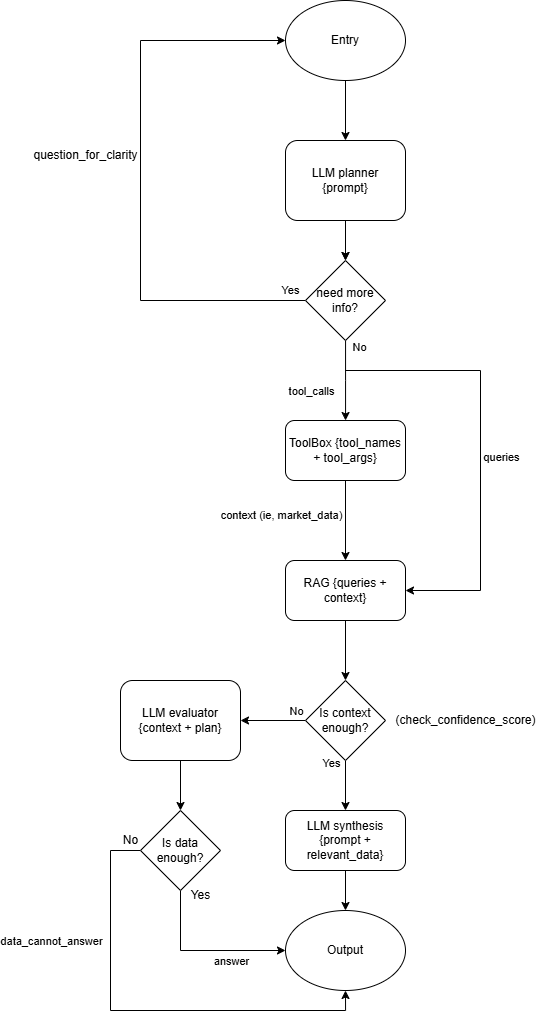 Entry
question_for_clarity
LLM planner
{prompt}
Yes
need more
info?
No
tool_calls
ToolBox {tool_names
+ tool_args}
queries
context (ie, market_data)
RAG {queries +
context}
LLM evaluator
{context + plan}
No
Is context
enough?
(check_confidence_score)
Yes
LLM synthesis
{prompt +
relevant_data}
No
Is data
enough?
Yes
data_cannot_answer
answer
Output